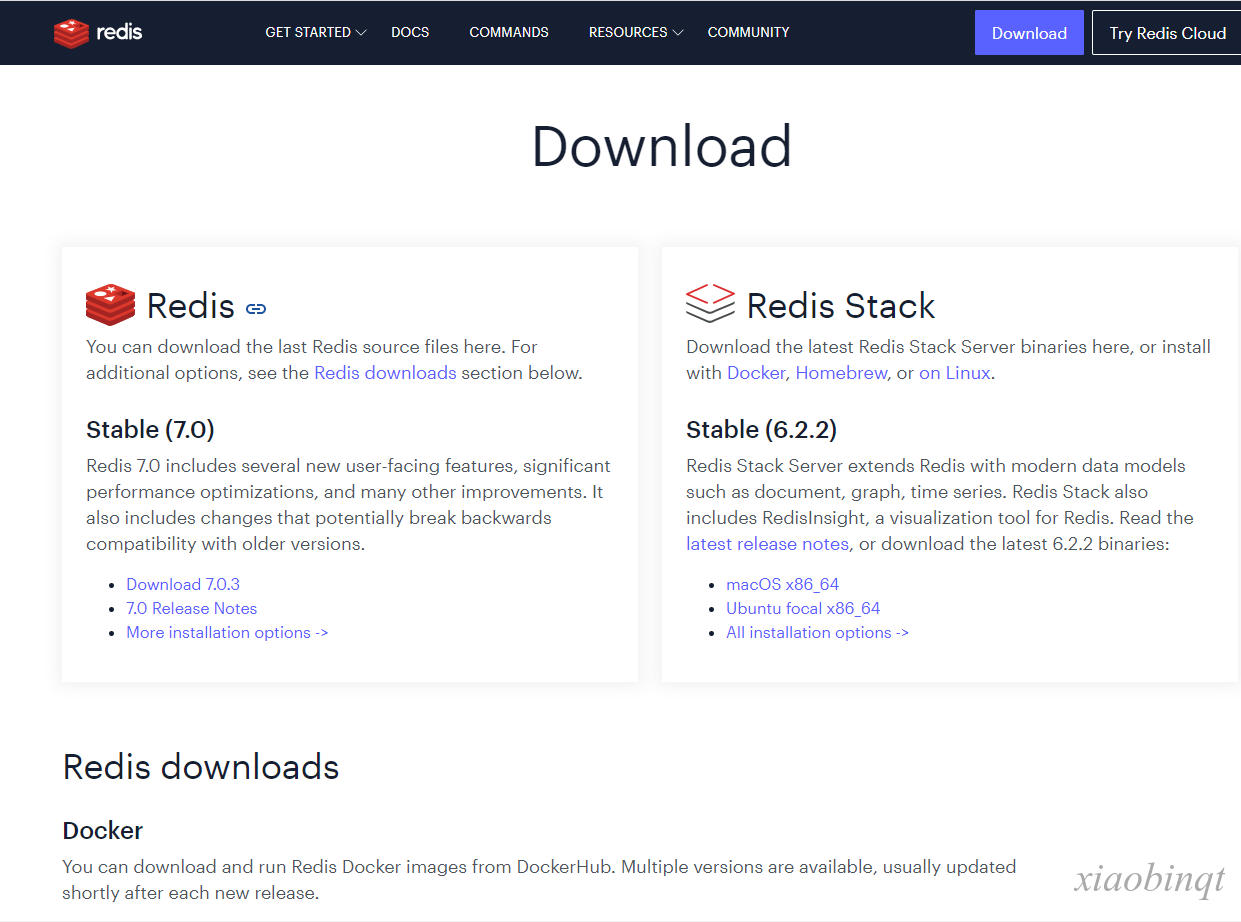 redis
GET STARTED
DOCS
COMMANDS
RESOURCES
COMMUNITY
Download
Try Redis Cloud
Download
Redis
You can download the last Redis source files here. For
additional options, see the Redis downloads section below.
Stable (7.0)
Redis 7.0 includes several new user-facing features, significant
performance optimizations, and many other improvements. It
also includes changes that potentially break backwards
compatibility with older versions.
• Download 7.0.3
• 7.0 Release Notes
• More installation options ->
Redis Stack
Download the latest Redis Stack Server binaries here, or install
with Docker, Homebrew, or on Linux.
Stable (6.2.2)
Redis Stack Server extends Redis with modern data models
such as document, graph, time series. Redis Stack also
includes RedisInsight, a visualization tool for Redis. Read the
latest release notes, or download the latest 6.2.2 binaries:
• macOS x86_64
• Ubuntu focal x86_64
• All installation options ->
Redis downloads
Docker
You can download and run Redis Docker images from DockerHub. Multiple versions are available, usually updated
shortly after each new release.
xiaobinqt